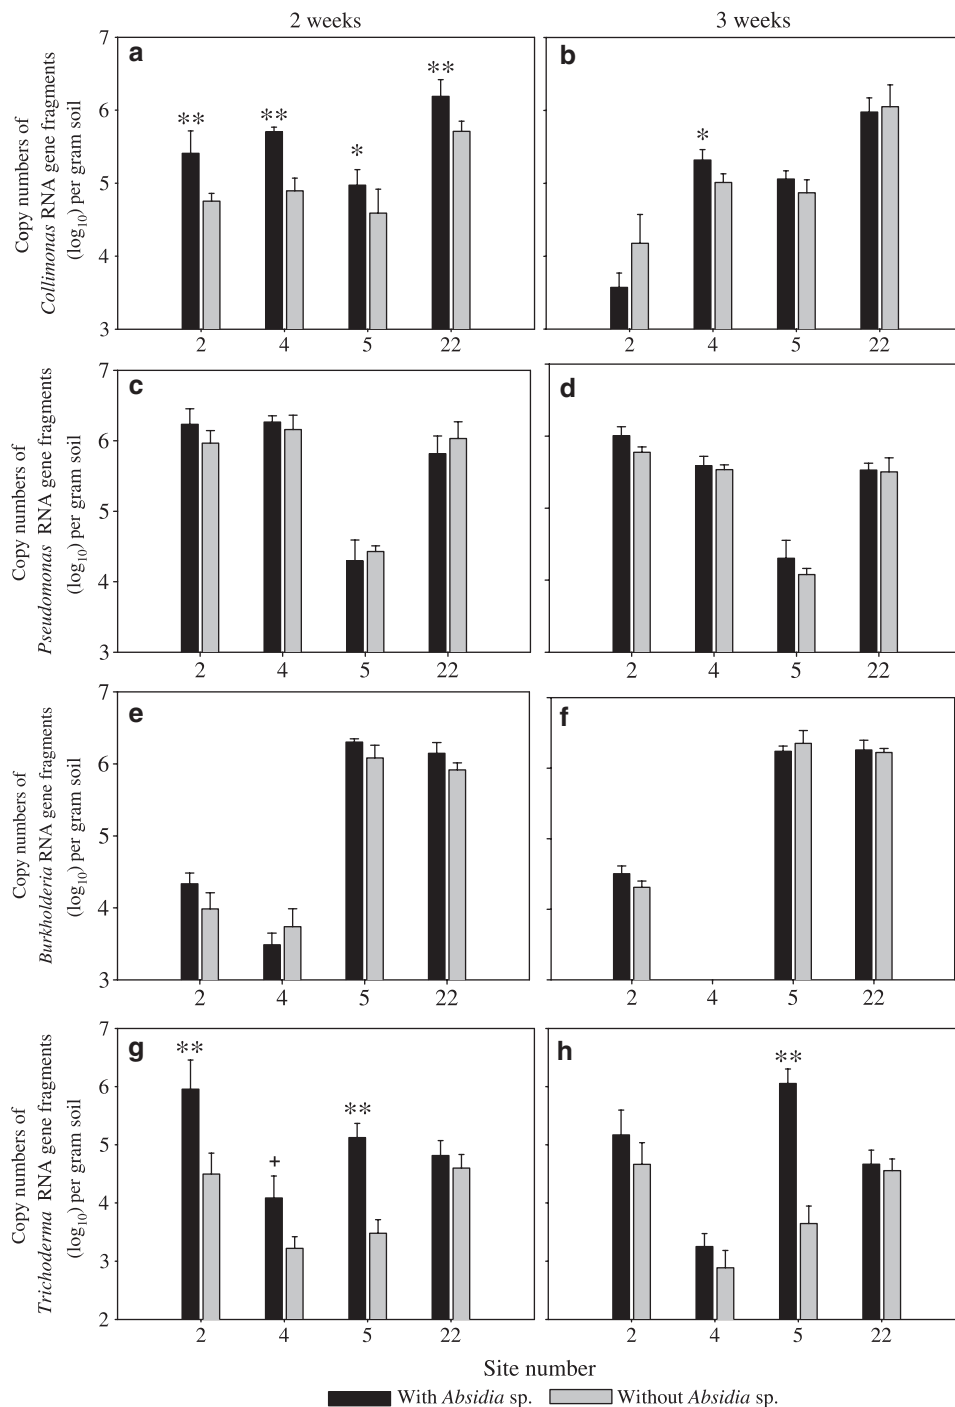 2 weeks
3 weeks
Copy numbers of
Collimonas RNA gene fragments
(log10) per gram soil
7
6
5
4
3
a
** ** * **
2 4 5 22
b
*
2 4 5 22
Copy numbers of
Pseudomonas RNA gene fragments
(log10) per gram soil
7
6
5
4
3
c
2 4 5 22
d
2 4 5 22
Copy numbers of
Burkholderia RNA gene fragments
(log10) per gram soil
6
5
4
3
e
2 4 5 22
f
2 4 5 22
Copy numbers of
Trichoderma RNA gene fragments
(log10) per gram soil
7
6
5
4
3
2
g
** + **
2 4 5 22
h
**
2 4 5 22
Site number
With Absidia sp.
Without Absidia sp.